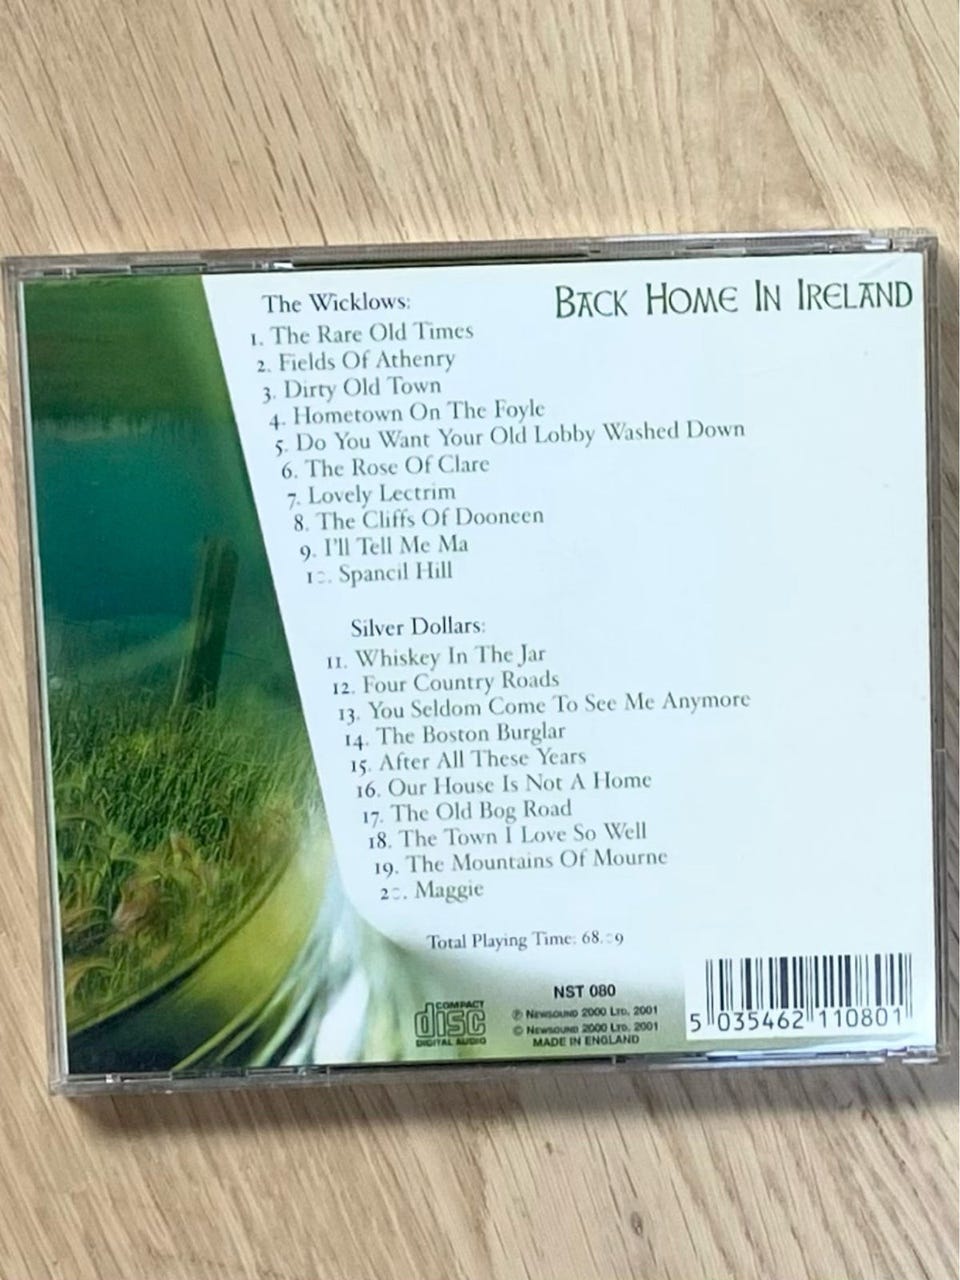 Back Home In Ireland
The Wicklows:
1. The Rare Old Times
2. Fields Of Athenry
3. Dirty Old Town
4. Hometown On The Foyle
5. Do You Want Your Old Lobby Washed Down
6. The Rose Of Clare
7. Lovely Lectrim
8. The Cliffs Of Dooneen
9. I'll Tell Me Ma
10. Spancil Hill
Silver Dollars:
11. Whiskey In The Jar
12. Four Country Roads
13. You Seldom Come To See Me Anymore
14. The Boston Burglar
15. After All These Years
16. Our House Is Not A Home
17. The Old Bog Road
18. The Town I Love So Well
19. The Mountains Of Mourne
20. Maggie
Total Playing Time: 68.09
COMPACT
disc
DIGITAL AUDIO
NST 080
℗ Newsound 2000 Ltd. 2001
© Newsound 2000 Ltd. 2001
MADE IN ENGLAND
5 035462 110801